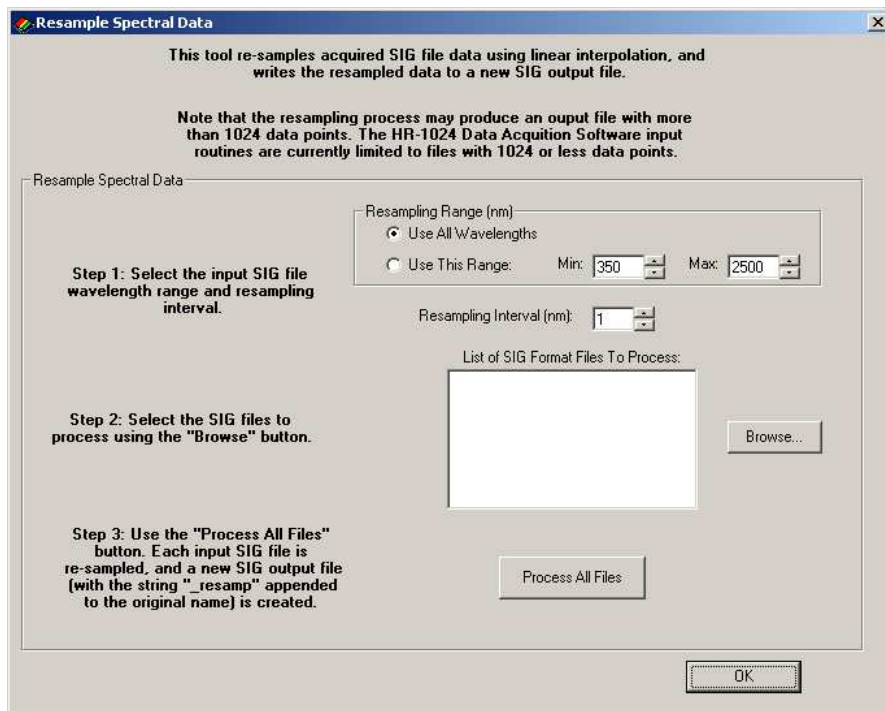 Resample Spectral Data
This tool re-samples acquired SIG file data using linear interpolation, and
writes the resampled data to a new SIG output file.
Note that the resampling process may produce an ouput file with more
than 1024 data points. The HR-1024 Data Acquition Software input
routines are currently limited to files with 1024 or less data points.
Resample Spectral Data
Step 1: Select the input SIG file
wavelength range and resampling
interval.
Resampling Range (nm)
Use All Wavelengths
Use This Range: Min: 350 Max: 2500
Resampling Interval (nm): 1
List of SIG Format Files To Process:
Step 2: Select the SIG files to
process using the "Browse" button.
Browse...
Step 3: Use the "Process All Files"
button. Each input SIG file is
re-sampled, and a new SIG output file
(with the string "_resamp" appended
to the original name) is created.
Process All Files
OK